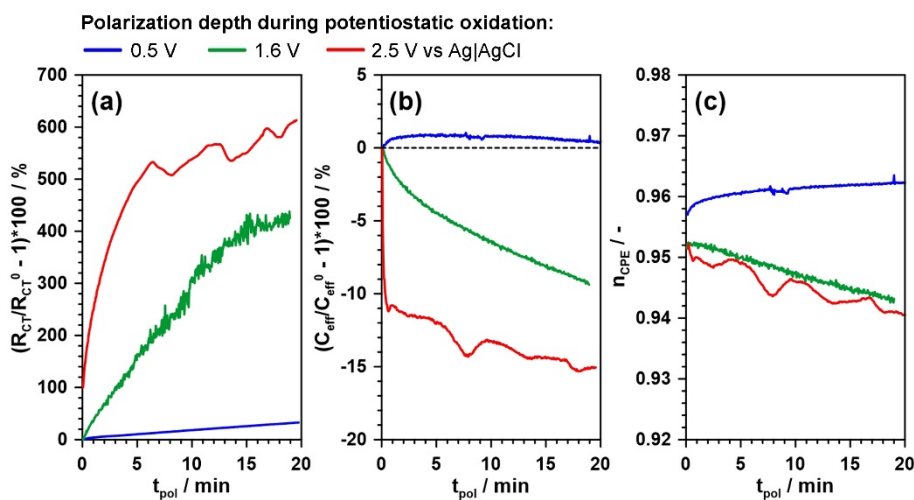 Polarization depth during potentiostatic oxidation:
0.5 V 1.6 V 2.5 V vs Ag|AgCl
(a)
(R_CT/R_CT^0 - 1)*100 / %
700
600
500
400
300
200
100
0
0 5 10 15 20
t_pol / min
(b)
(C_eff/C_eff^0 - 1)*100 / %
5
0
-5
-10
-15
-20
0 5 10 15 20
t_pol / min
(c)
n_CPE / -
0.98
0.97
0.96
0.95
0.94
0.93
0.92
0 5 10 15 20
t_pol / min